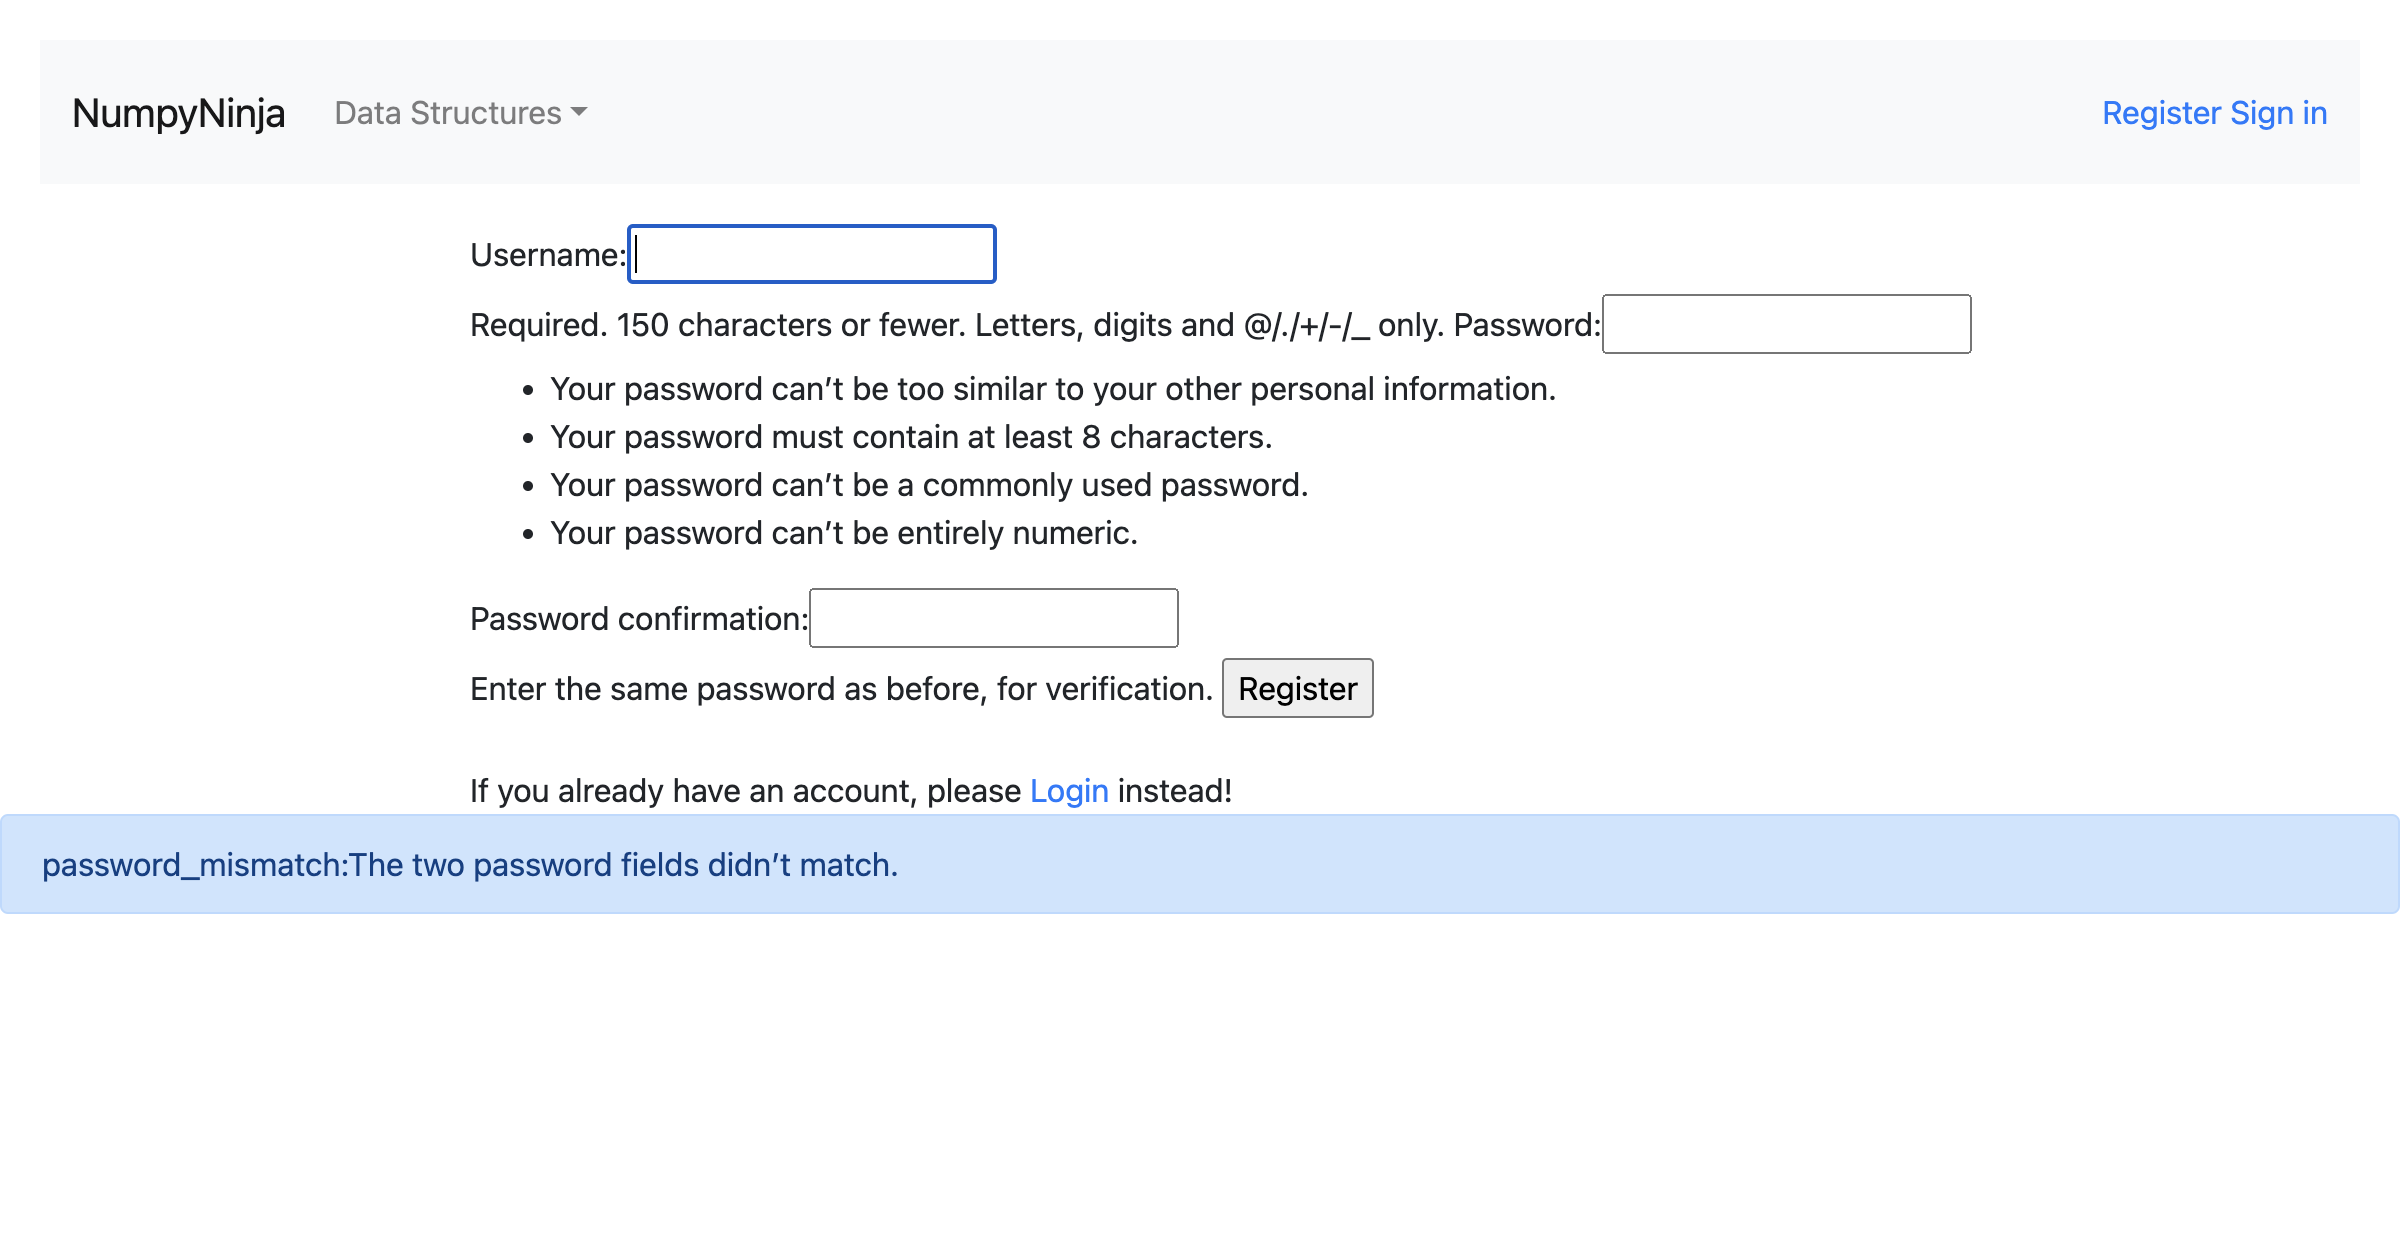 NumpyNinja Data Structures Register Sign in
Username:
Required. 150 characters or fewer. Letters, digits and @/./+/-/_ only. Password:
• Your password can’t be too similar to your other personal information.
• Your password must contain at least 8 characters.
• Your password can’t be a commonly used password.
• Your password can’t be entirely numeric.
Password confirmation:
Enter the same password as before, for verification. Register
If you already have an account, please Login instead!
password_mismatch:The two password fields didn’t match.